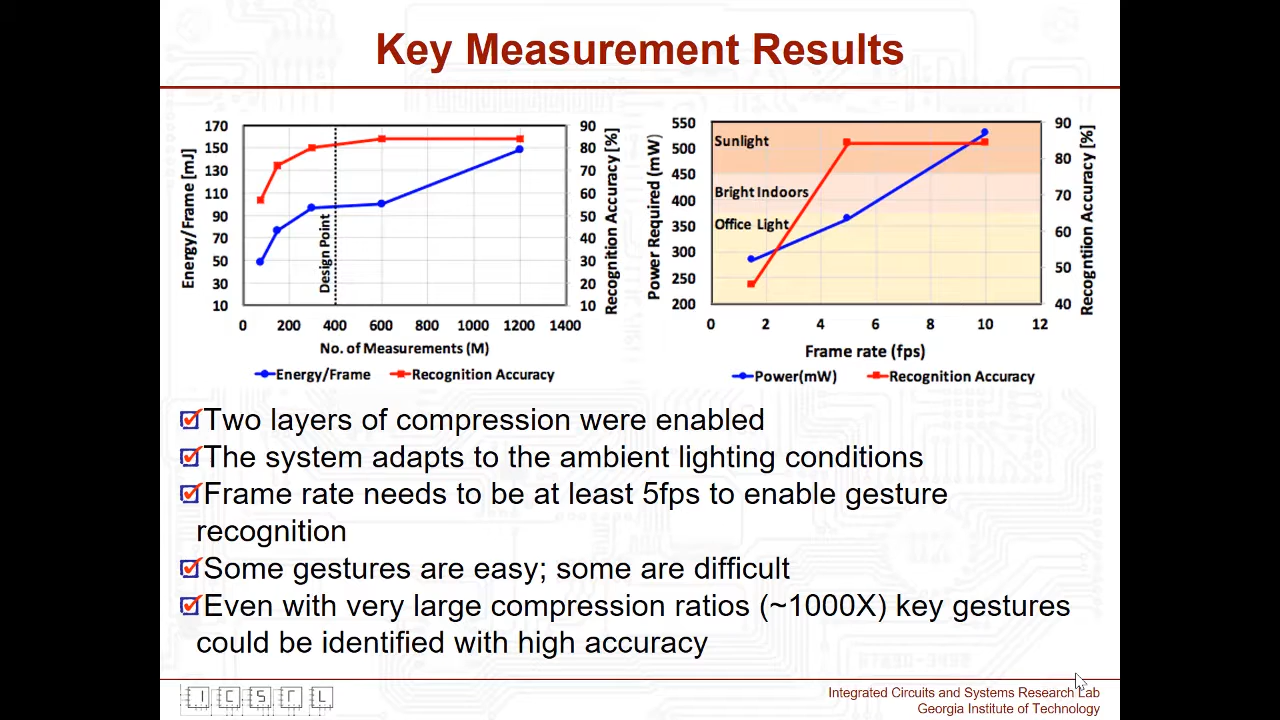 Key Measurement Results
170
150
130
110
90
70
50
30
10
Energy/Frame [mJ]
90
80
70
60
50
40
30
20
10
Recognition Accuracy [%]
Design Point
0 200 400 600 800 1000 1200 1400
No. of Measurements (M)
Energy/Frame Recognition Accuracy
550
500
450
400
350
300
250
200
Power Required (mW)
Sunlight
Bright Indoors
Office Light
90
80
70
60
50
40
Recogntion Accuracy [%]
0 2 4 6 8 10 12
Frame rate (fps)
Power(mW) Recognition Accuracy
Two layers of compression were enabled
The system adapts to the ambient lighting conditions
Frame rate needs to be at least 5fps to enable gesture
recognition
Some gestures are easy; some are difficult
Even with very large compression ratios (~1000X) key gestures
could be identified with high accuracy
ICSRL
Integrated Circuits and Systems Research Lab
Georgia Institute of Technology